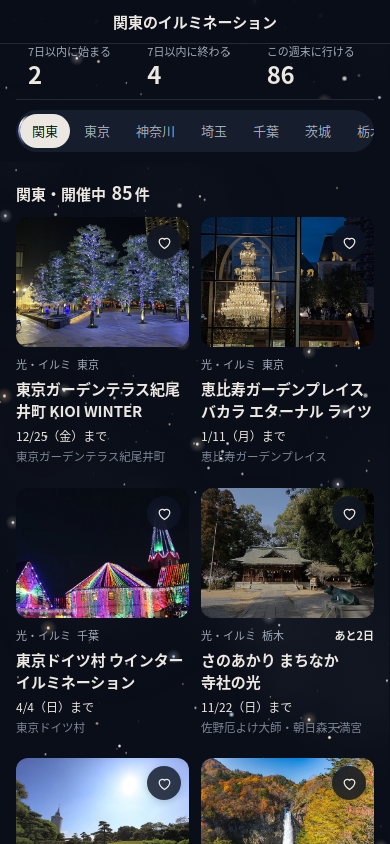 関東のイルミネーション
7日以内に始まる
7日以内に終わる
この週末に行ける
2
4
86
関東
東京
神奈川
埼玉
千葉
茨城
栃木
関東・開催中 85件
光・イルミ 東京
東京ガーデンテラス紀尾
井町 KIOI WINTER
12/25（金）まで
東京ガーデンテラス紀尾井町
光・イルミ 東京
恵比寿ガーデンプレイス
バカラ エターナル ライツ
1/11（月）まで
恵比寿ガーデンプレイス
光・イルミ 千葉
東京ドイツ村 ウインター
イルミネーション
4/4（日）まで
東京ドイツ村
光・イルミ 栃木
あと2日
さのあかり まちなか
寺社の光
11/22（日）まで
佐野厄よけ大師・朝日森天満宮